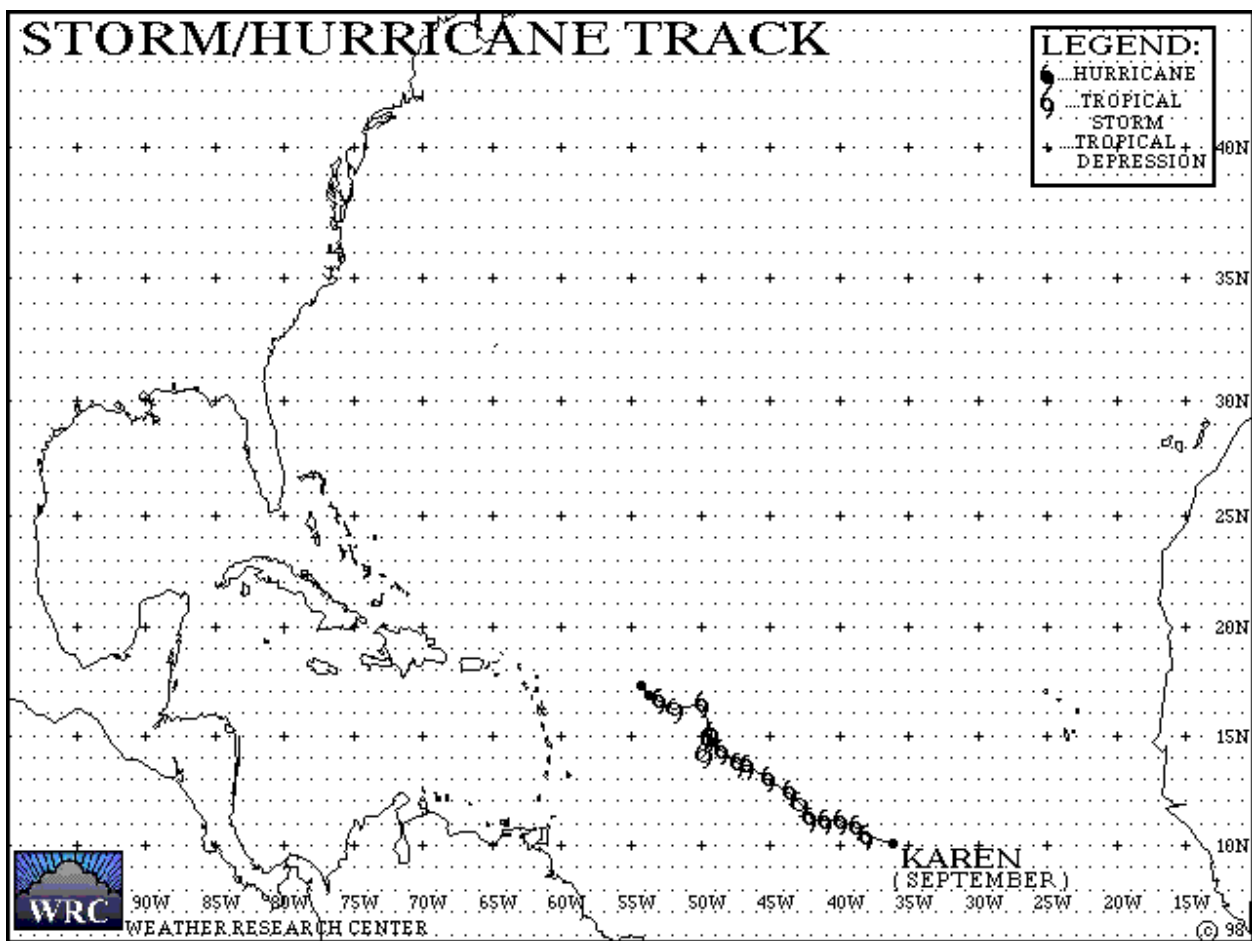 STORM/HURRICANE TRACK
LEGEND:
...HURRICANE
...TROPICAL
STORM
...TROPICAL
DEPRESSION
40N
35N
30N
25N
20N
15N
10N
KAREN
(SEPTEMBER)
90W 85W 80W 75W 70W 65W 60W 55W 50W 45W 40W 35W 30W 25W 20W 15W
WRC
WEATHER RESEARCH CENTER
© 98